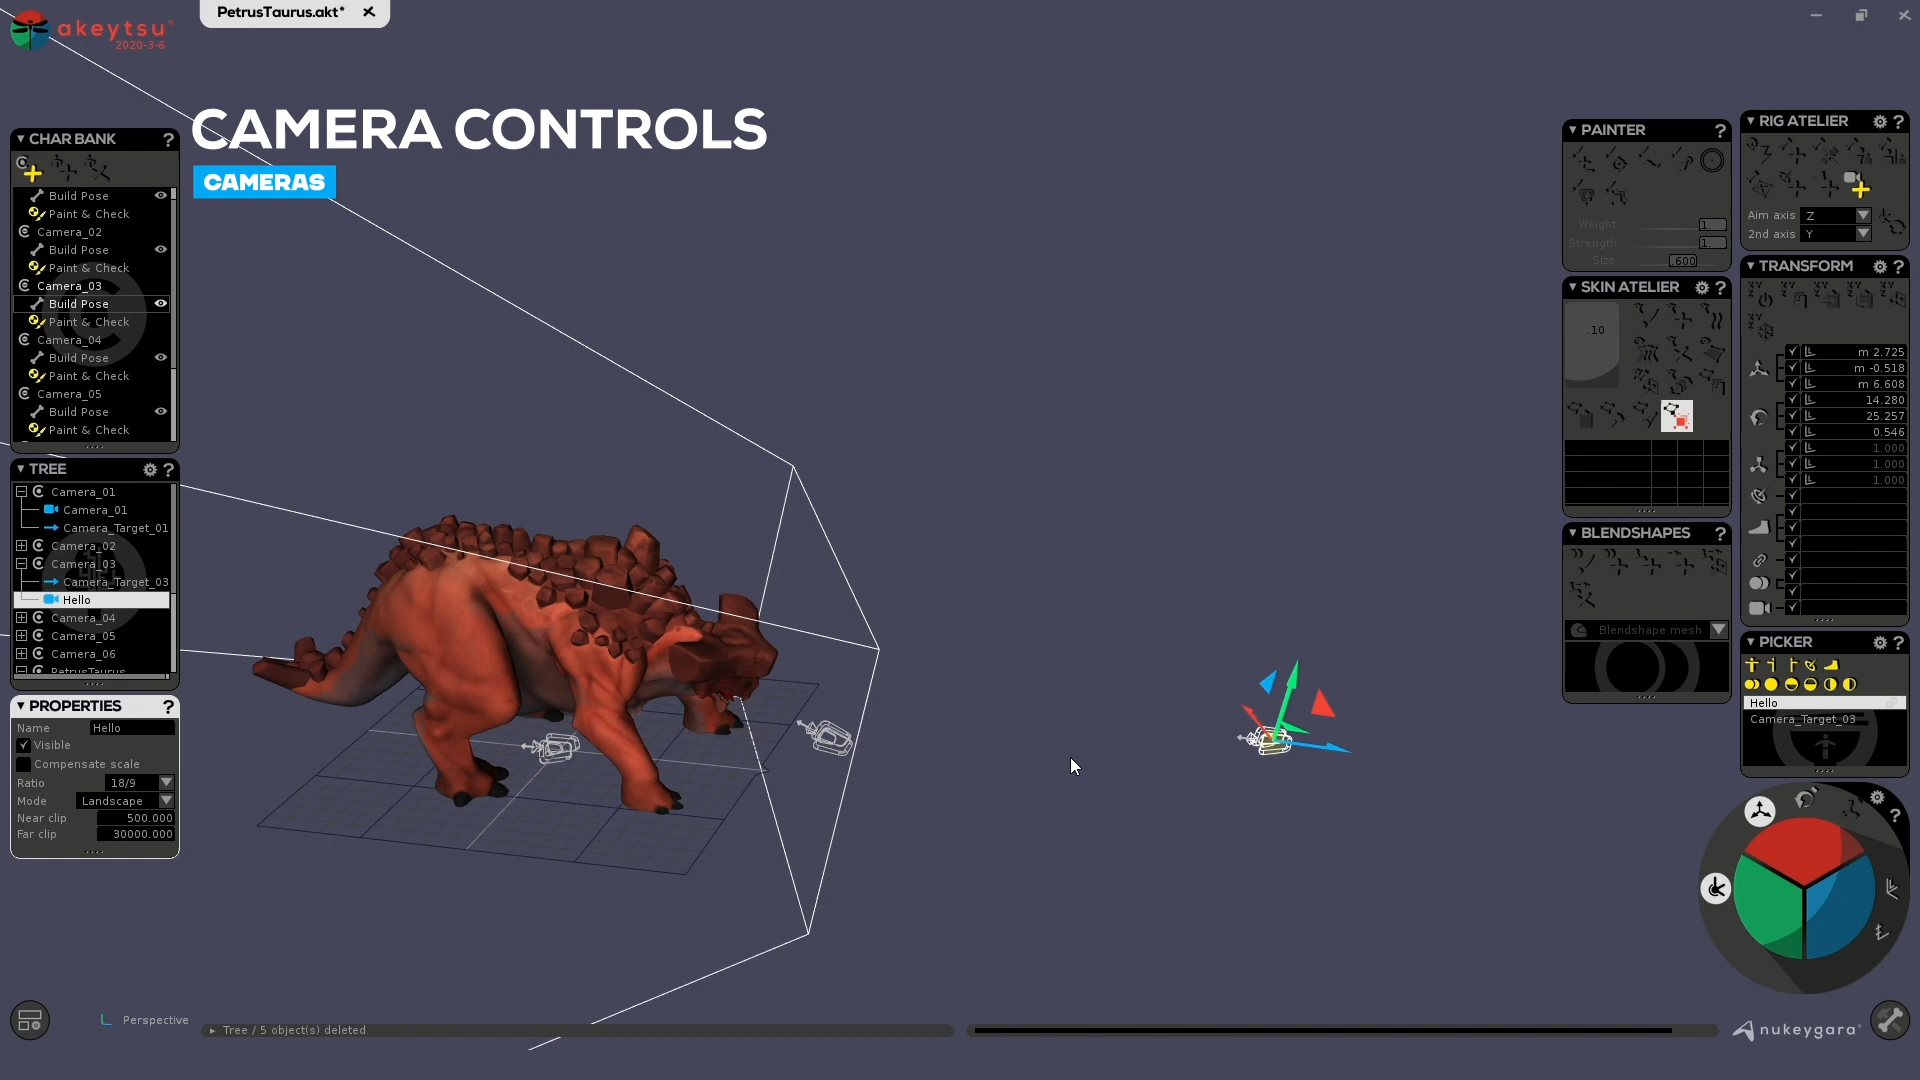 PetrusTaurus.akt*
akeytsu
2020-3-6
CAMERA CONTROLS
CAMERAS
CHAR BANK
?
Build Pose
Paint & Check
Camera_02
Build Pose
Paint & Check
Camera_03
Build Pose
Paint & Check
Camera_04
Build Pose
Paint & Check
Camera_05
Build Pose
Paint & Check
TREE
?
Camera_01
Camera_01
Camera_Target_01
Camera_02
Camera_03
Camera_Target_03
Hello
Camera_04
Camera_05
Camera_06
PetrusTaurus
PROPERTIES
?
Name Hello
Visible
Compensate scale
Ratio 18/9
Mode Landscape
Near clip 500.000
Far clip 30000.000
Perspective
Tree / 5 object(s) deleted
PAINTER
?
Weight 1.
Strength 1.
Size .600
SKIN ATELIER
?
.10
BLENDSHAPES
?
Blendshape mesh
RIG ATELIER
?
Aim axis Z
2nd axis Y
TRANSFORM
?
m 2.725
m -0.518
m 6.608
14.280
25.257
0.546
1.000
1.000
1.000
PICKER
?
Hello
Camera_Target_03
?
nukeygara